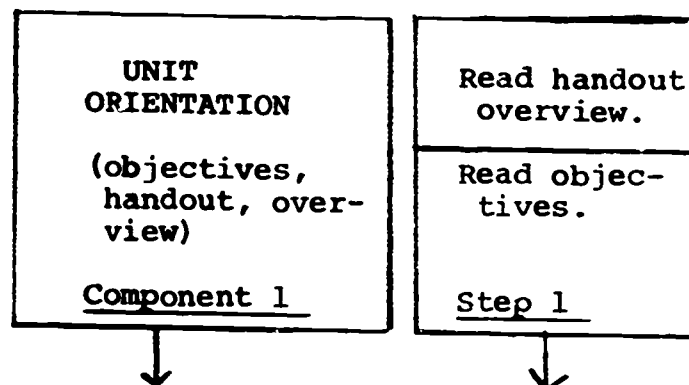 UNIT
ORIENTATION
(objectives,
handout, over-
view)
Component 1
Read handout
overview.
Read objec-
tives.
Step 1